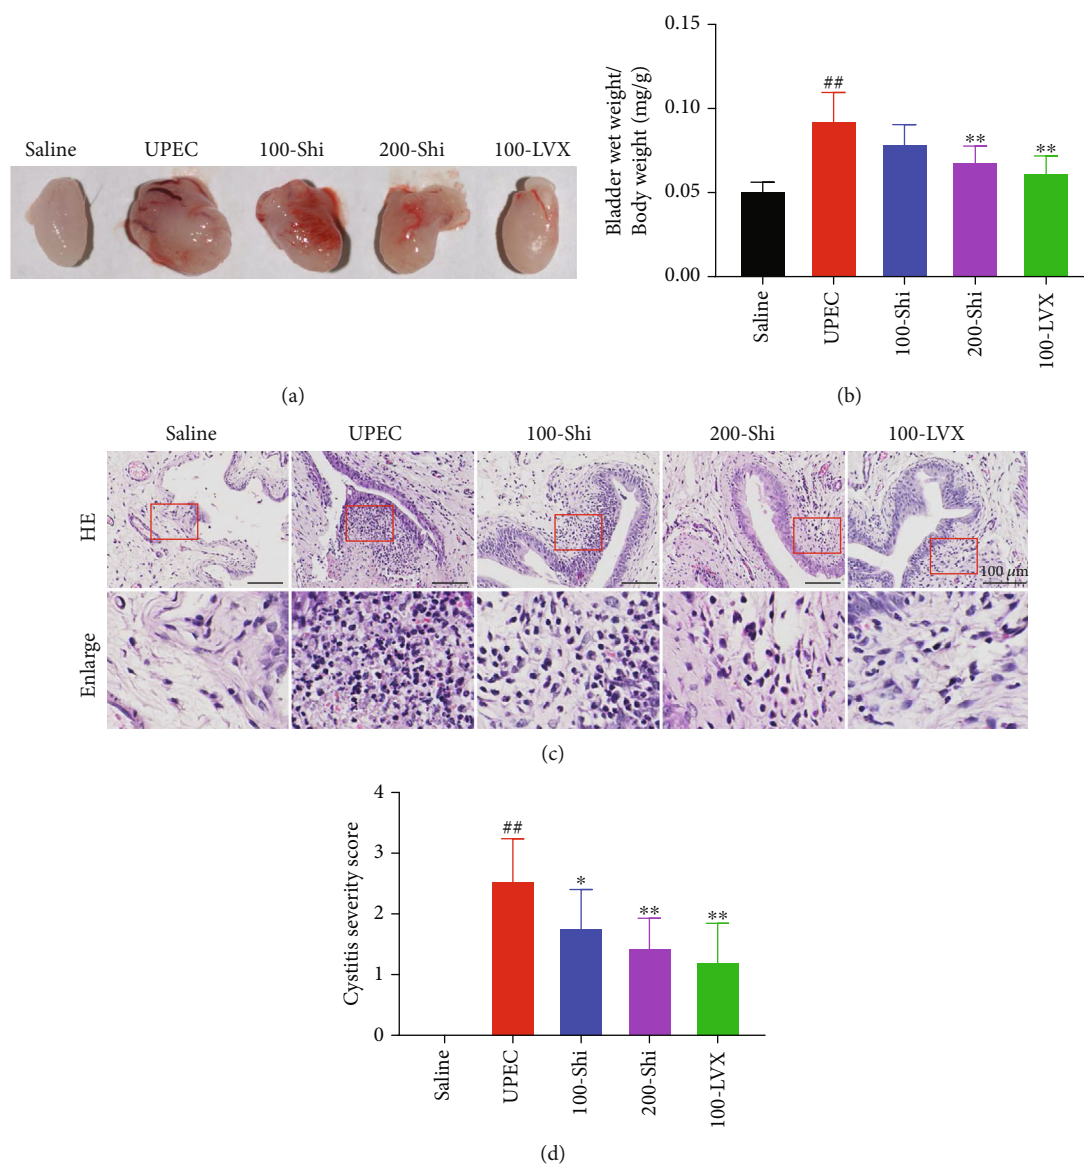 Saline UPEC 100-Shi 200-Shi 100-LVX
(a)
Bladder wet weight/
Body weight (mg/g)
0.15
0.10
0.05
0.00
##
**
**
Saline
UPEC
100-Shi
200-Shi
100-LVX
(b)
Saline UPEC 100-Shi 200-Shi 100-LVX
HE
100 μm
Enlarge
(c)
Cystitis severity score
4
3
2
1
0
##
*
**
**
Saline
UPEC
100-Shi
200-Shi
100-LVX
(d)